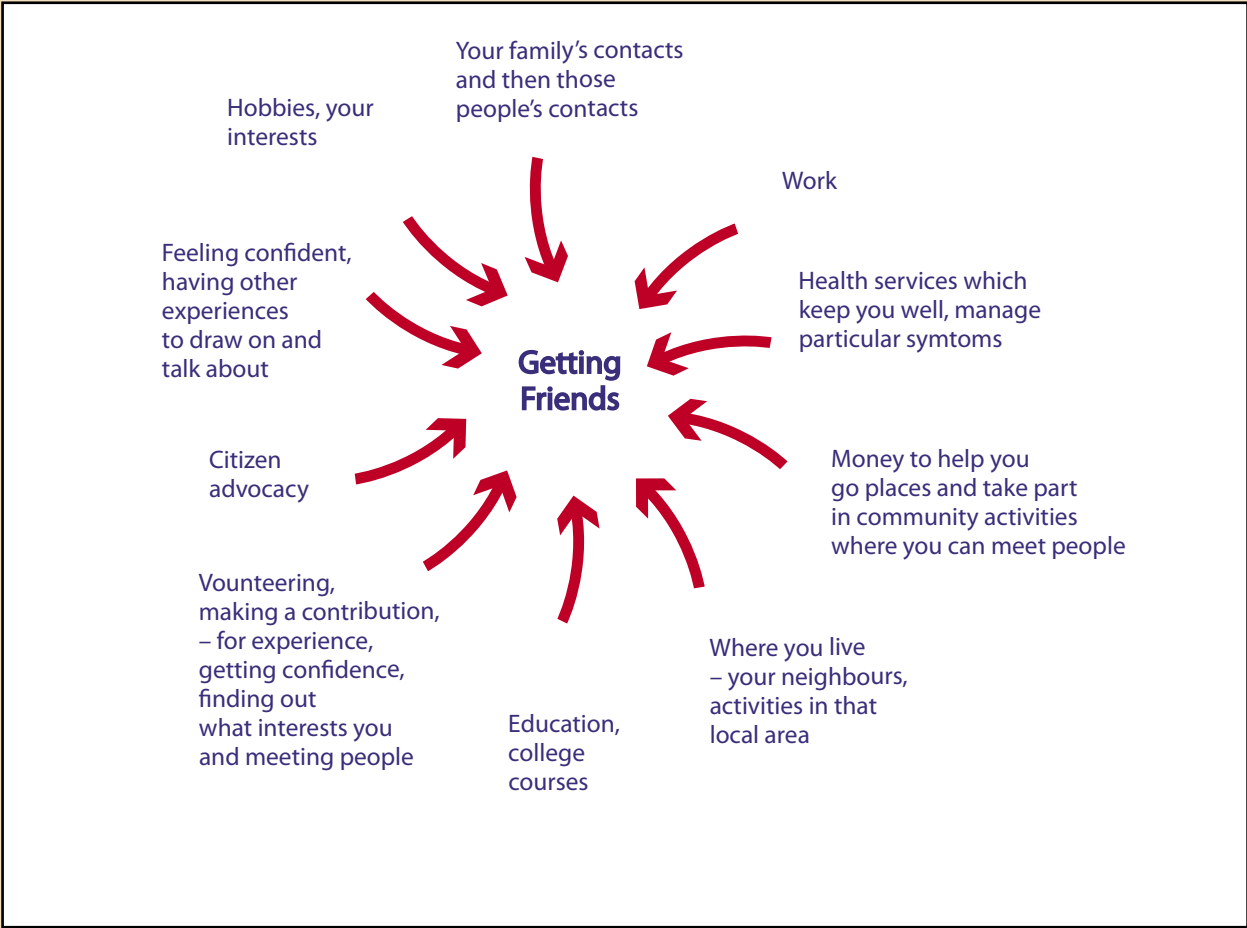 Your family’s contacts
and then those
people’s contacts
Hobbies, your
interests
Work
Feeling confident,
having other
experiences
to draw on and
talk about
Health services which
keep you well, manage
particular symtoms
Getting
Friends
Citizen
advocacy
Money to help you
go places and take part
in community activities
where you can meet people
Vounteering,
making a contribution,
– for experience,
getting confidence,
finding out
what interests you
and meeting people
Where you live
– your neighbours,
activities in that
local area
Education,
college
courses